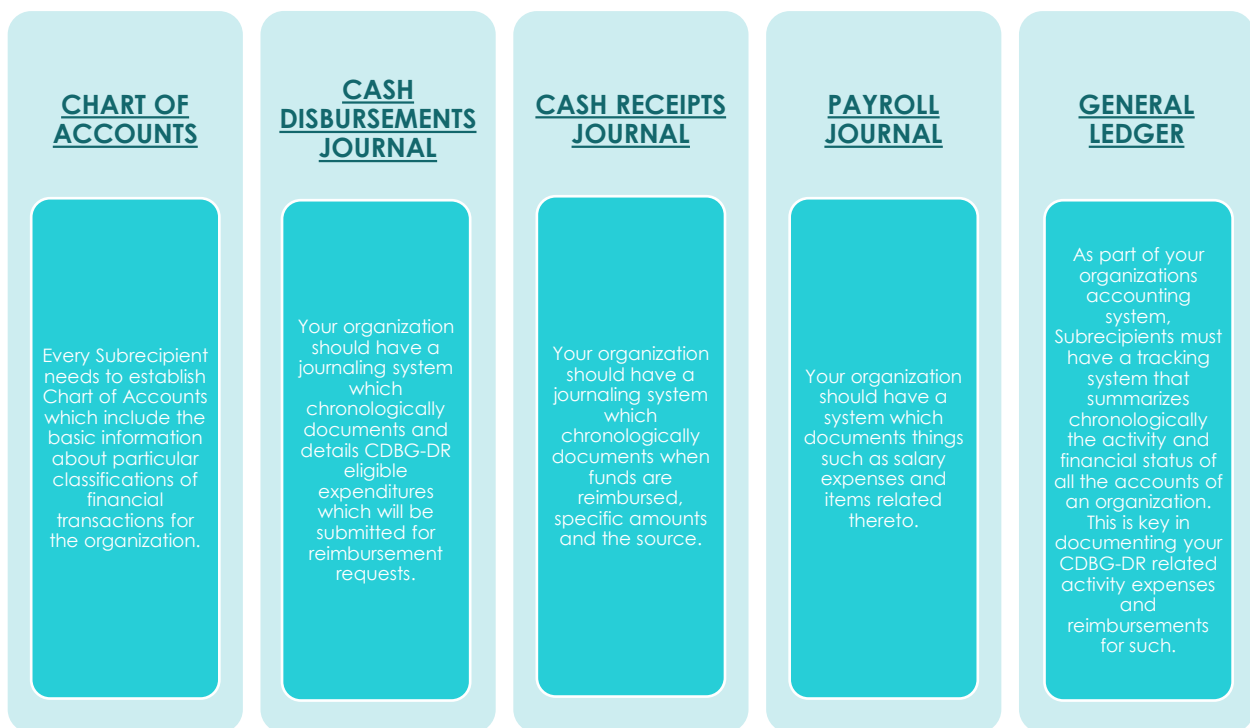 CHART OF
ACCOUNTS
Every Subrecipient
needs to establish
Chart of Accounts
which include the
basic information
about particular
classifications of
financial
transactions for
the organization.
CASH
DISBURSEMENTS
JOURNAL
Your organization
should have a
journaling system
which
chronologically
documents and
details CDBG-DR
eligible
expenditures
which will be
submitted for
reimbursement
requests.
CASH RECEIPTS
JOURNAL
Your organization
should have a
journaling system
which
chronologically
documents when
funds are
reimbursed,
specific amounts
and the source.
PAYROLL
JOURNAL
Your organization
should have a
system which
documents things
such as salary
expenses and
items related
thereto.
GENERAL
LEDGER
As part of your
organizations
accounting
system,
Subrecipients must
have a tracking
system that
summarizes
chronologically
the activity and
financial status of
all the accounts of
an organization.
This is key in
documenting your
CDBG-DR related
activity expenses
and
reimbursements
for such.